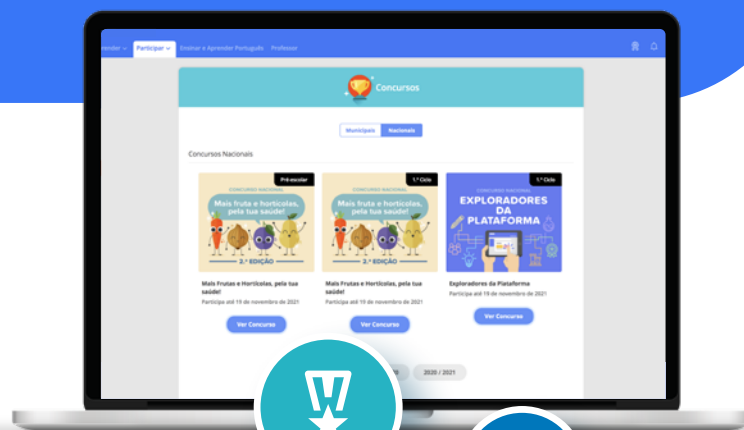 Participar
Ensinar e Aprender Português
Professor
Concursos
Municipais
Nacionais
Concursos Nacionais
Pré-escolar
CONCURSO NACIONAL
Mais fruta e hortícolas,
pela tua saúde!
2.ª EDIÇÃO
Mais Frutas e Hortícolas, pela tua
saúde!
Participa até 19 de novembro de 2021
Ver Concurso
1.º Ciclo
CONCURSO NACIONAL
Mais fruta e hortícolas,
pela tua saúde!
2.ª EDIÇÃO
Mais Frutas e Hortícolas, pela tua
saúde!
Participa até 19 de novembro de 2021
Ver Concurso
1.º Ciclo
CONCURSO NACIONAL
EXPLORADORES
DA
PLATAFORMA
Exploradores da Plataforma
Participa até 19 de novembro de 2021
Ver Concurso
2020 / 2021